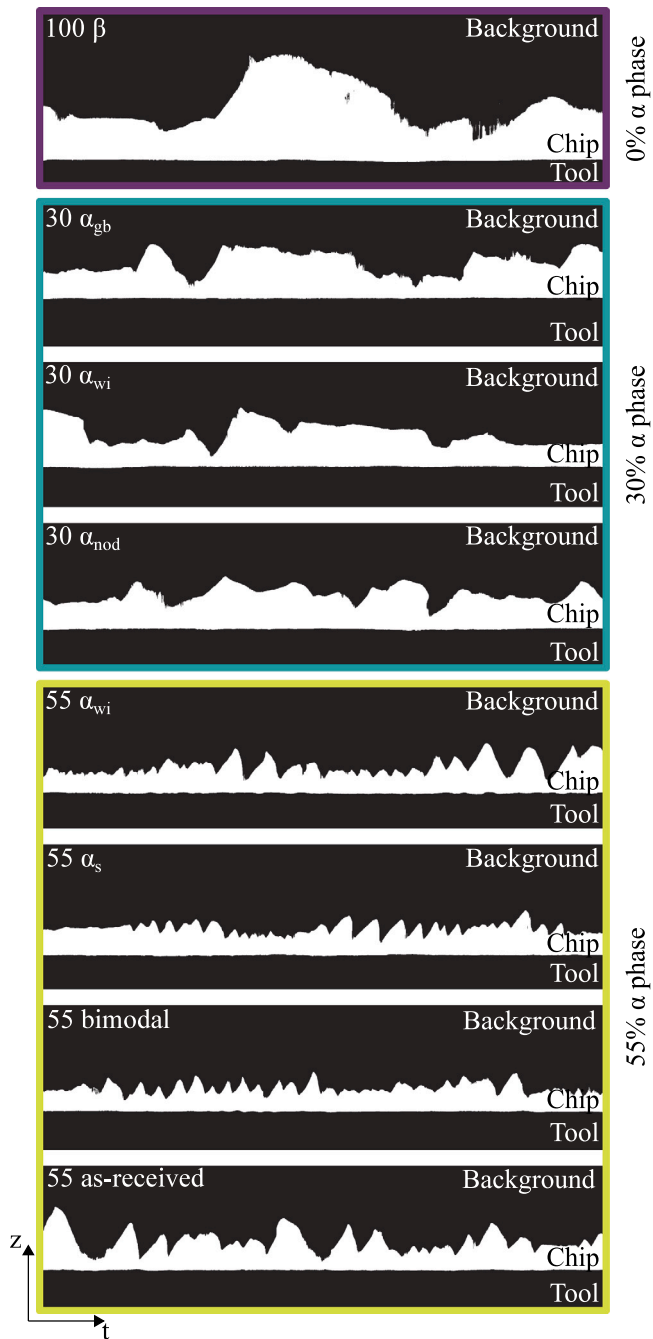 100 β Background
Chip
Tool
0% α phase
30 αgb Background
Chip
Tool
30 αwi Background
Chip
Tool
30 αnod Background
Chip
Tool
30% α phase
55 αwi Background
Chip
Tool
55 αs Background
Chip
Tool
55 bimodal Background
Chip
Tool
55 as-received Background
Chip
Tool
55% α phase
z
t